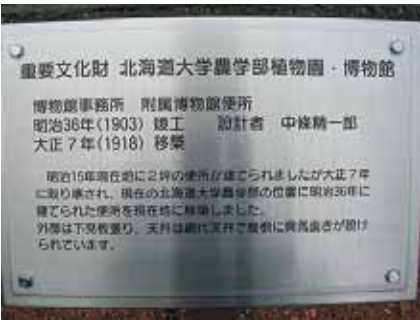 重要文化財 北海道大学農学部植物園・博物館
博物館事務所 附属博物館便所
明治36年(1903) 竣工 設計者 中條精一郎
大正7年(1918) 移築
明治15年現在地に2坪の便所が建てられましたが大正7年
に取り壊され、現在の北海道大学農学部の位置に明治36年に
建てられた便所を現在地に移築しました。
外部は下見板張り、天井は網代天井で屋根に換気抜きが設け
られています。